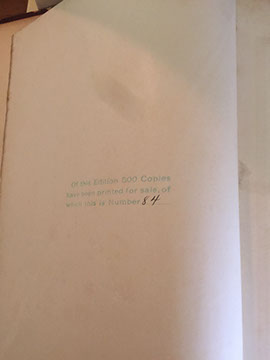 Of this Edition 500 Copies
have been printed for sale, of
which this is Number 84